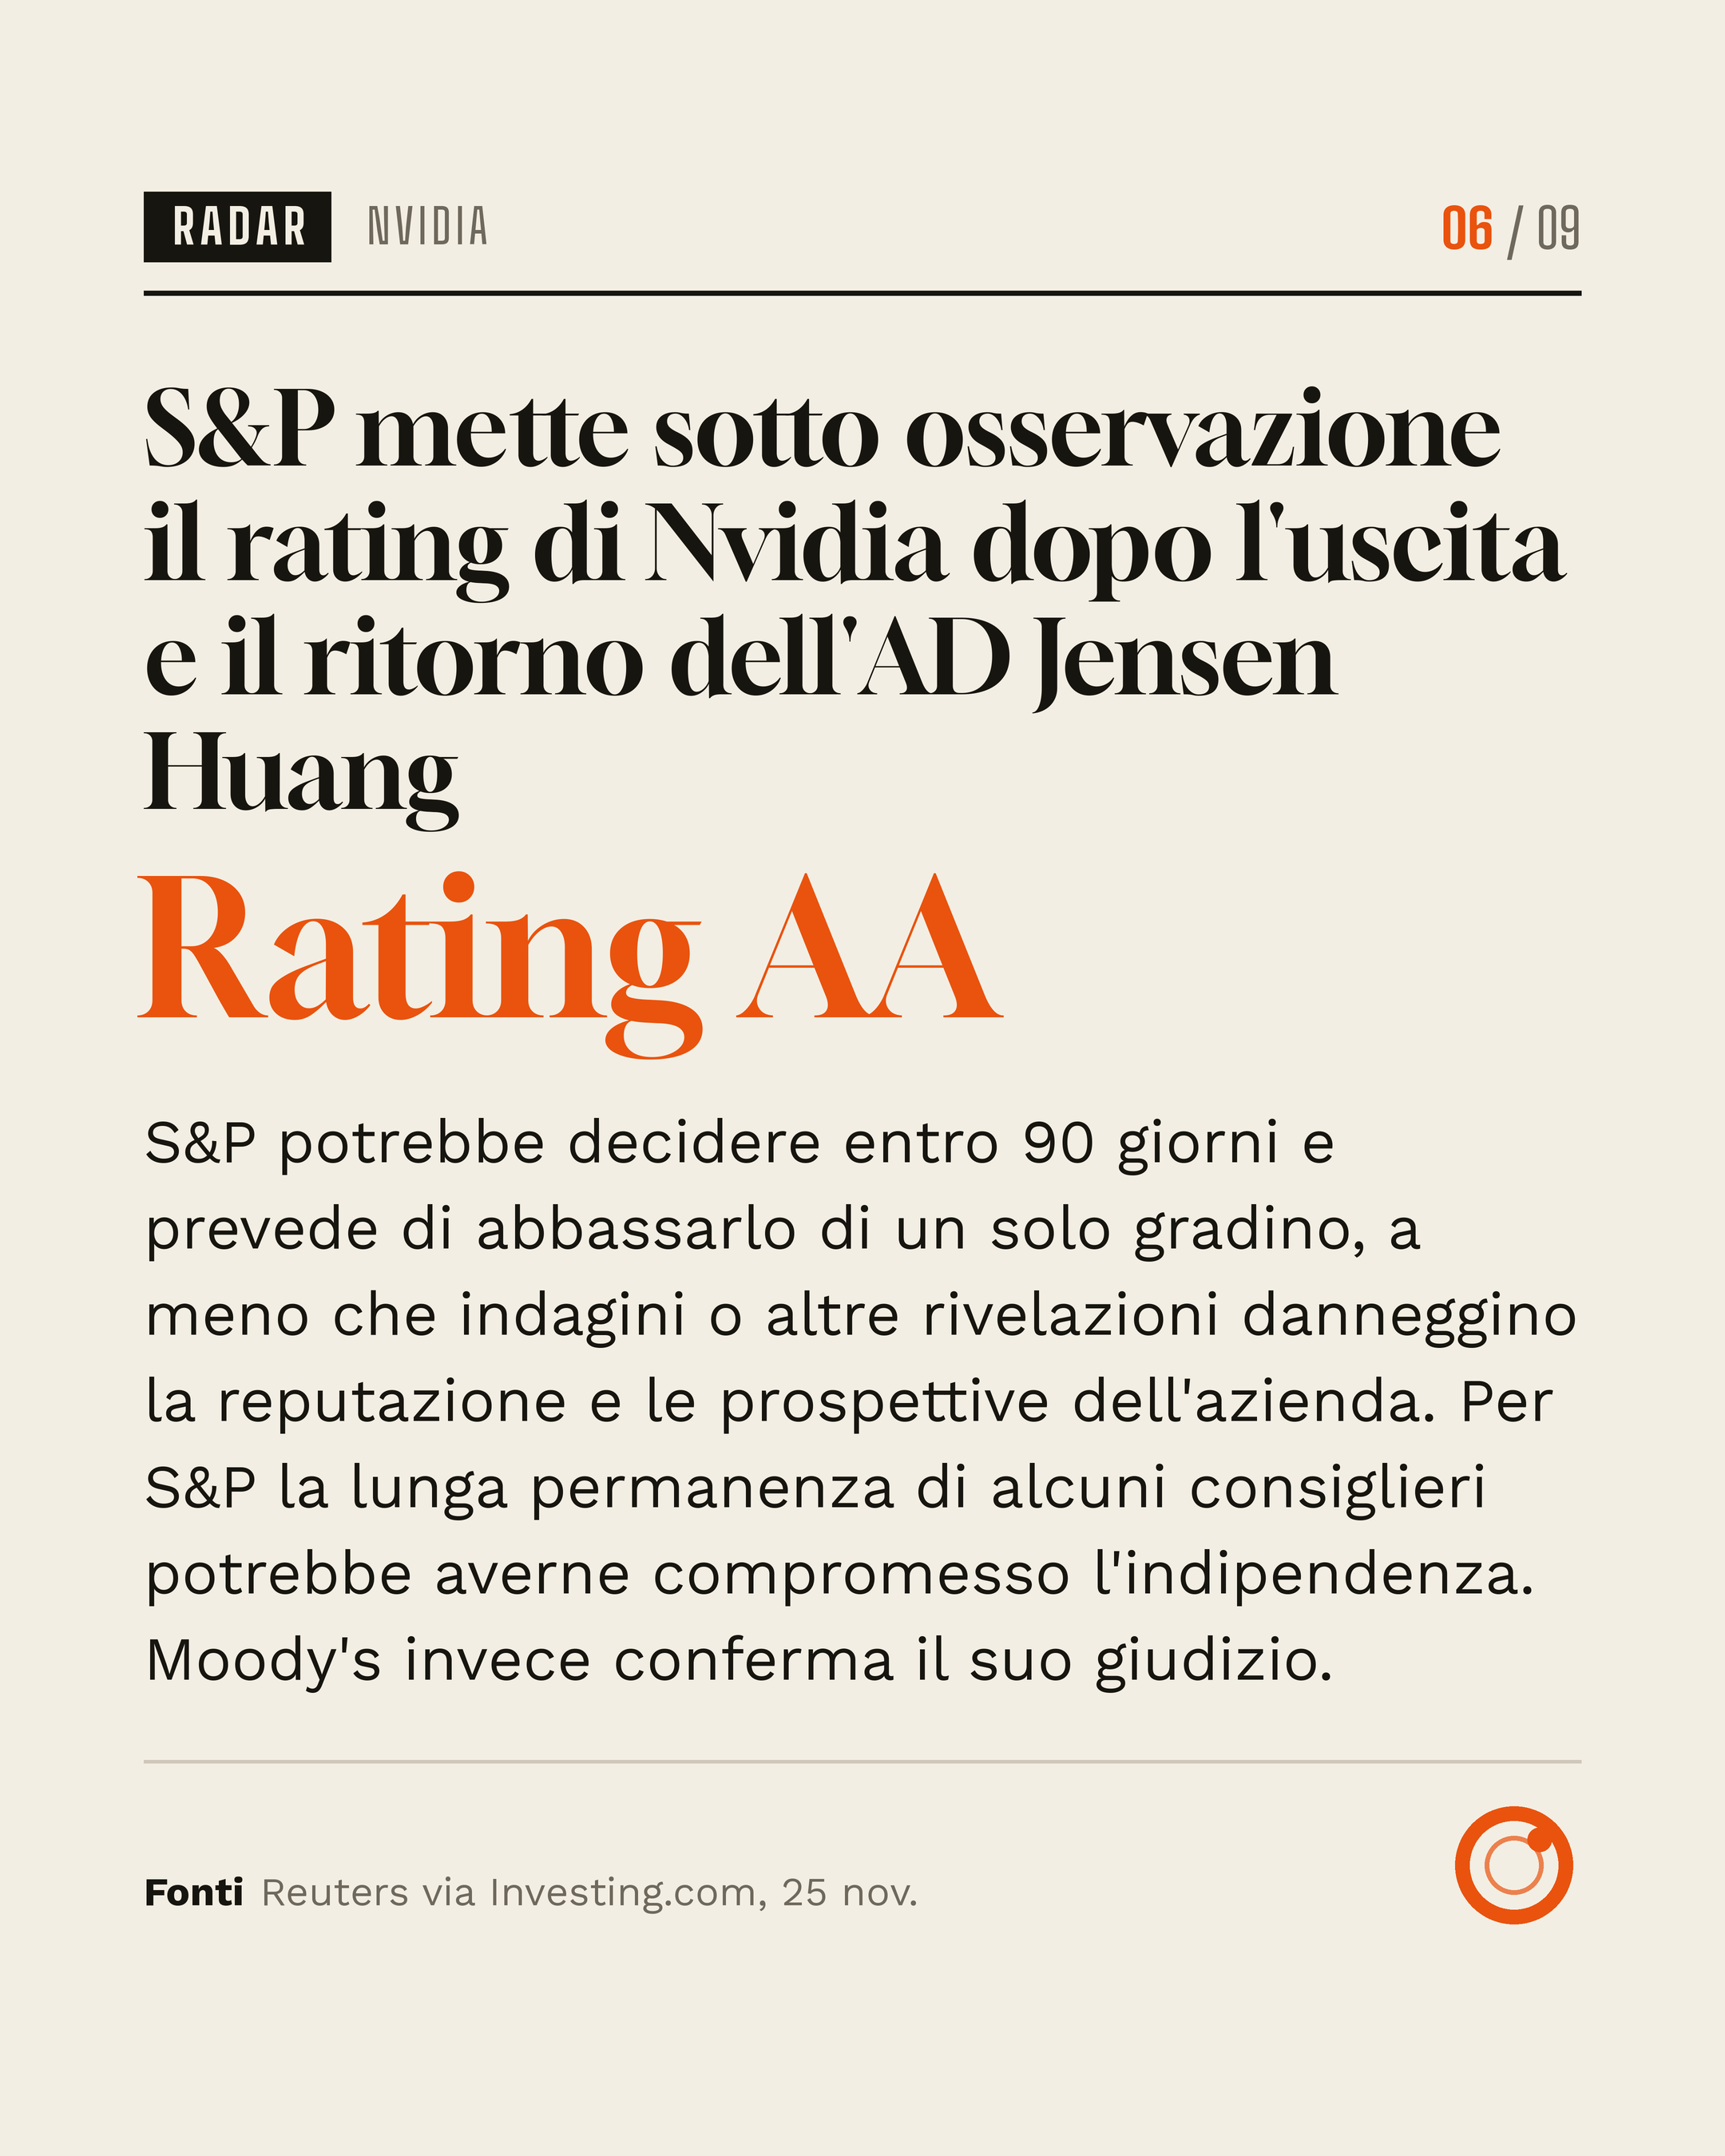 RADAR NVIDIA 06 / 09
S&P mette sotto osservazione
il rating di Nvidia dopo l'uscita
e il ritorno dell'AD Jensen
Huang
Rating AA
S&P potrebbe decidere entro 90 giorni e
prevede di abbassarlo di un solo gradino, a
meno che indagini o altre rivelazioni danneggino
la reputazione e le prospettive dell'azienda. Per
S&P la lunga permanenza di alcuni consiglieri
potrebbe averne compromesso l'indipendenza.
Moody's invece conferma il suo giudizio.
Fonti Reuters via Investing.com, 25 nov.